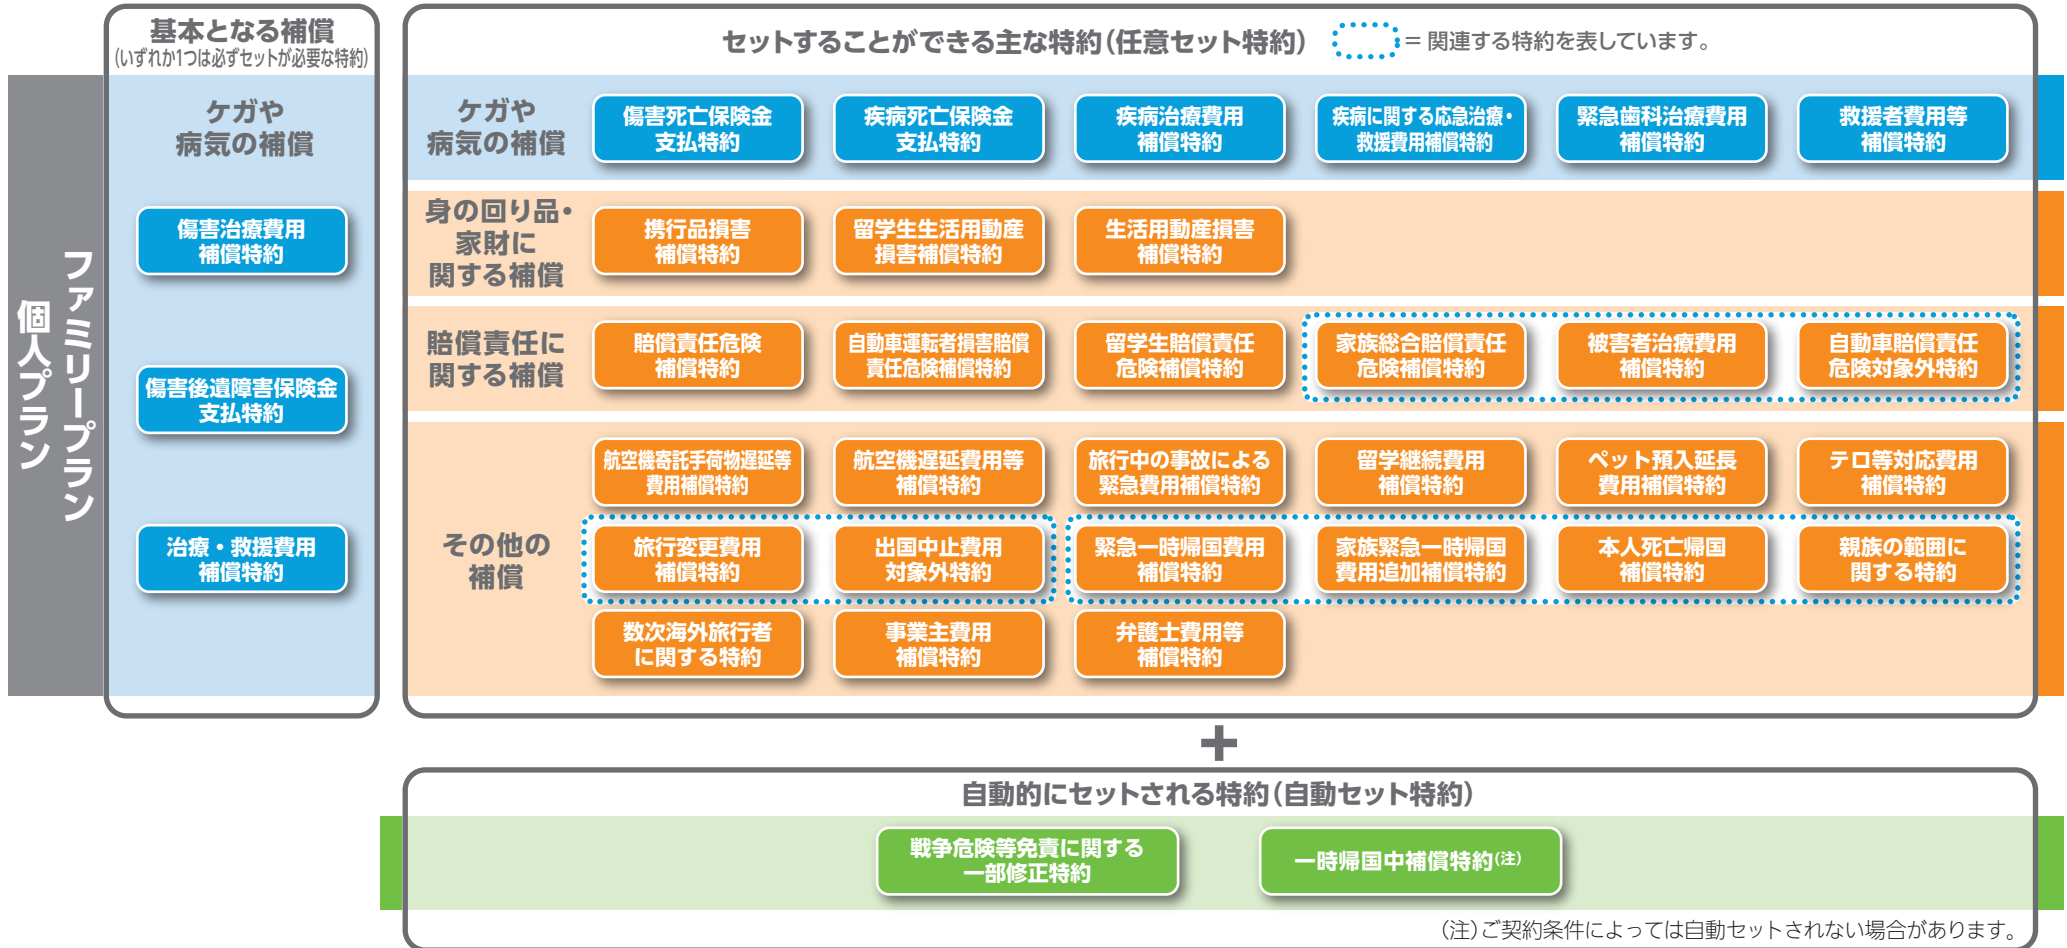 基本となる補償
(いずれか1つは必ずセットが必要な特約)
ファミリープラン
個人プラン
ケガや
病気の補償
傷害治療費用
補償特約
傷害後遺障害保険金
支払特約
治療・救援費用
補償特約
セットすることができる主な特約(任意セット特約)
= 関連する特約を表しています。
ケガや
病気の補償
傷害死亡保険金
支払特約
疾病死亡保険金
支払特約
疾病治療費用
補償特約
疾病に関する応急治療・
救援費用補償特約
緊急歯科治療費用
補償特約
救援者費用等
補償特約
身の回り品・
家財に
関する補償
携行品損害
補償特約
留学生生活用動産
損害補償特約
生活用動産損害
補償特約
賠償責任に
関する補償
賠償責任危険
補償特約
自動車運転者損害賠償
責任危険補償特約
留学生賠償責任
危険補償特約
家族総合賠償責任
危険補償特約
被害者治療費用
補償特約
自動車賠償責任
危険対象外特約
その他の
補償
航空機寄託手荷物遅延等
費用補償特約
航空機遅延費用等
補償特約
旅行中の事故による
緊急費用補償特約
留学継続費用
補償特約
ペット預入延長
費用補償特約
テロ等対応費用
補償特約
旅行変更費用
補償特約
出国中止費用
対象外特約
緊急一時帰国費用
補償特約
家族緊急一時帰国
費用追加補償特約
本人死亡帰国
補償特約
親族の範囲に
関する特約
数次海外旅行者
に関する特約
事業主費用
補償特約
弁護士費用等
補償特約
+
自動的にセットされる特約(自動セット特約)
戦争危険等免責に関する
一部修正特約
一時帰国中補償特約(注)
(注)ご契約条件によっては自動セットされない場合があります。